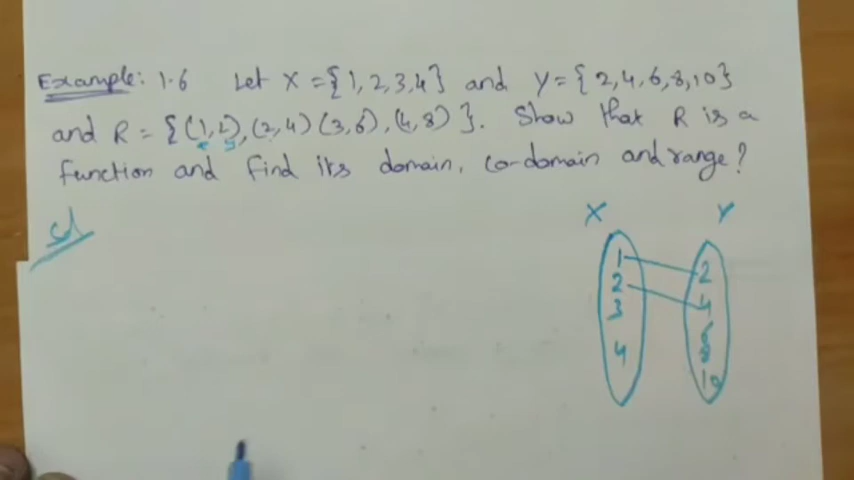 Example: 1.6 Let X = {1, 2, 3, 4} and Y = {2, 4, 6, 8, 10}
and R = {(1, 2), (2, 4) (3, 6), (4, 8)}. Show that R is a
function and find its domain, co-domain and range?
Sol
X Y
1 2
2 4
3 6
4 8
10